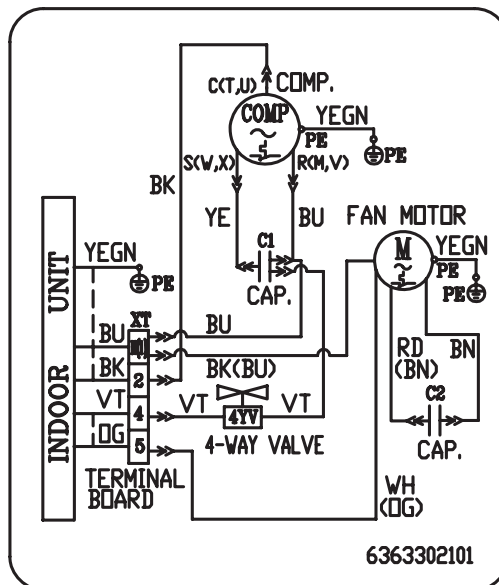 C(T,U) COMP.
COMP
YEGN
PE
PE
S(W,X) R(M,V)
BK
YE
BU
FAN MOTOR
C1
CAP.
M
YEGN
PE
PE
INDOOR UNIT
YEGN
PE
XT
BU
BU
BK
2
BK(BU)
RD
(BN)
BN
VT
4
VT
4YV
VT
C2
OG
5
4-WAY VALVE
CAP.
TERMINAL
BOARD
WH
(OG)
6363302101